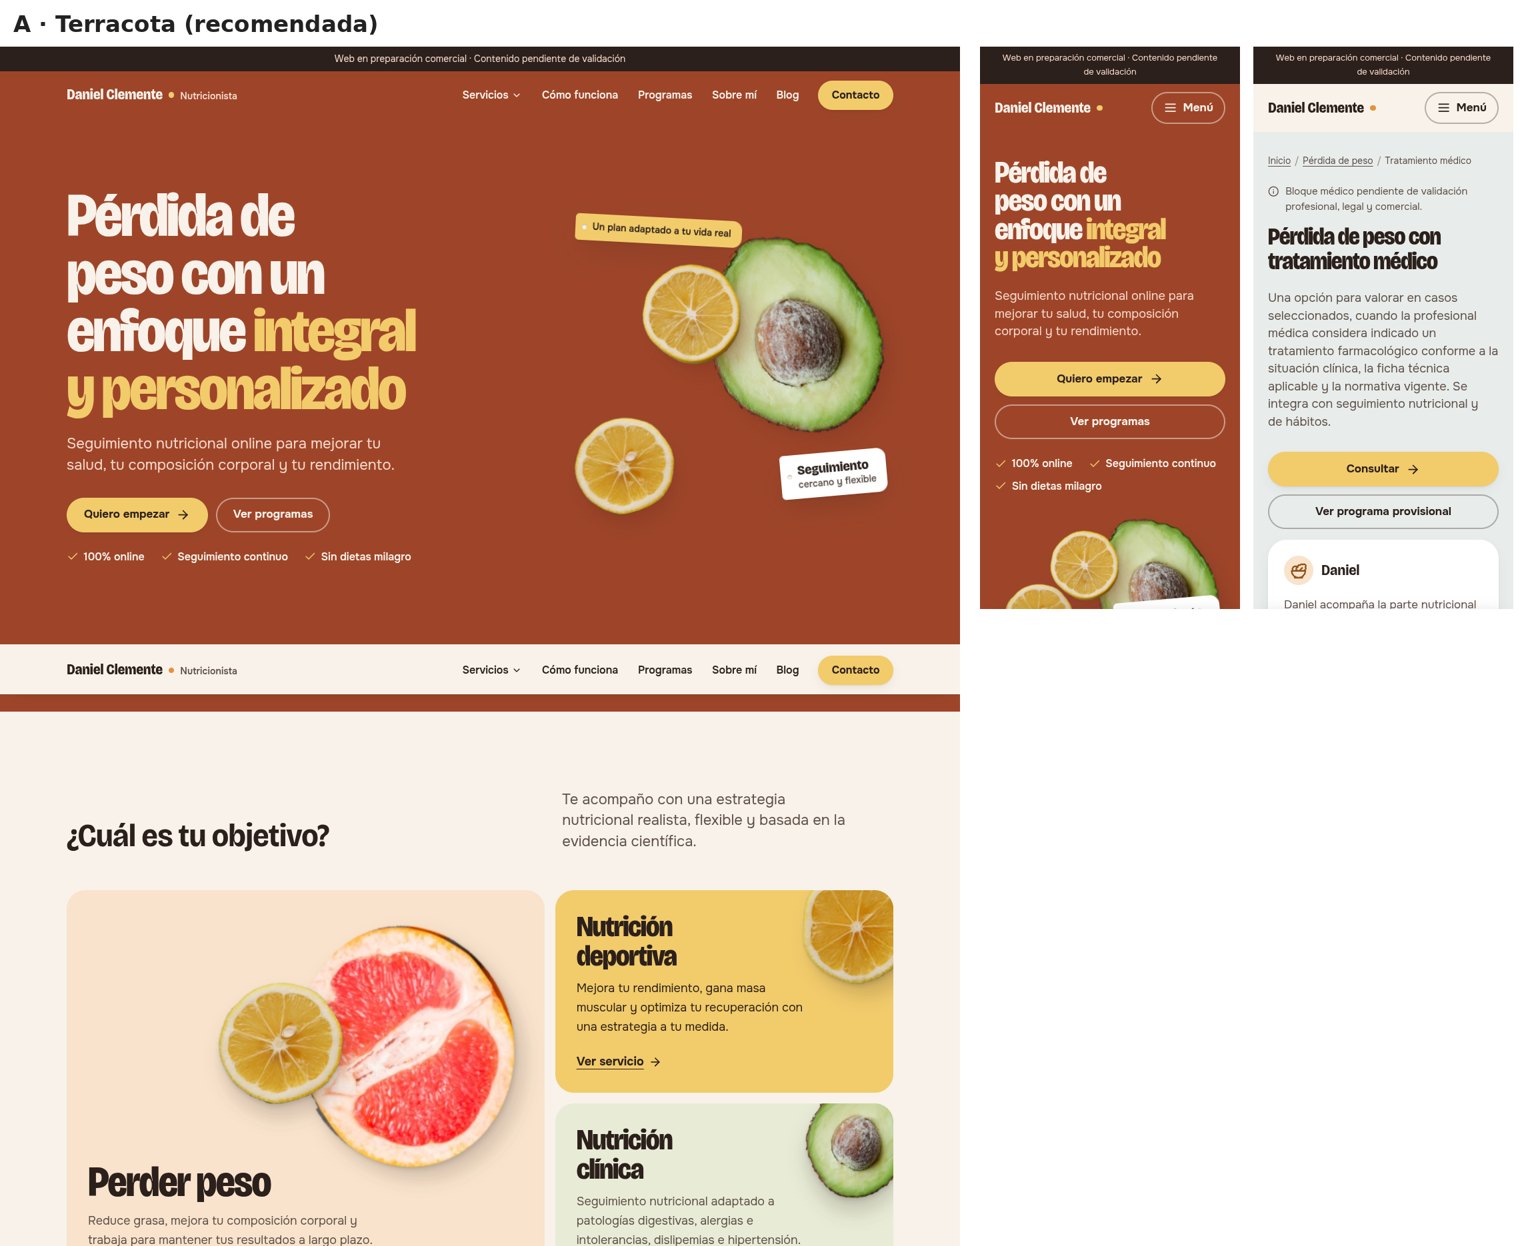 A · Terracota (recomendada)
Web en preparación comercial · Contenido pendiente de validación
Daniel Clemente Nutricionista
Servicios Cómo funciona Programas Sobre mí Blog Contacto
Pérdida de
peso con un
enfoque integral
y personalizado
Seguimiento nutricional online para mejorar tu
salud, tu composición corporal y tu rendimiento.
Quiero empezar → Ver programas
100% online Seguimiento continuo Sin dietas milagro
Un plan adaptado a tu vida real
Seguimiento
cercano y flexible
Daniel Clemente Nutricionista
Servicios Cómo funciona Programas Sobre mí Blog Contacto
¿Cuál es tu objetivo?
Te acompaño con una estrategia
nutricional realista, flexible y basada en la
evidencia científica.
Perder peso
Reduce grasa, mejora tu composición corporal y
trabaja para mantener tus resultados a largo plazo.
Nutrición
deportiva
Mejora tu rendimiento, gana masa
muscular y optimiza tu recuperación con
una estrategia a tu medida.
Ver servicio →
Nutrición
clínica
Seguimiento nutricional adaptado a
patologías digestivas, alergias e
intolerancias, dislipemias e hipertensión.
Web en preparación comercial · Contenido pendiente
de validación
Daniel Clemente
Menú
Pérdida de
peso con un
enfoque integral
y personalizado
Seguimiento nutricional online para
mejorar tu salud, tu composición
corporal y tu rendimiento.
Quiero empezar →
Ver programas
100% online Seguimiento continuo
Sin dietas milagro
Web en preparación comercial · Contenido pendiente
de validación
Daniel Clemente
Menú
Inicio / Pérdida de peso / Tratamiento médico
Bloque médico pendiente de validación
profesional, legal y comercial.
Pérdida de peso con
tratamiento médico
Una opción para valorar en casos
seleccionados, cuando la profesional
médica considera indicado un
tratamiento farmacológico conforme a la
situación clínica, la ficha técnica
aplicable y la normativa vigente. Se
integra con seguimiento nutricional y
de hábitos.
Consultar →
Ver programa provisional
Daniel
Daniel acompaña la parte nutricional